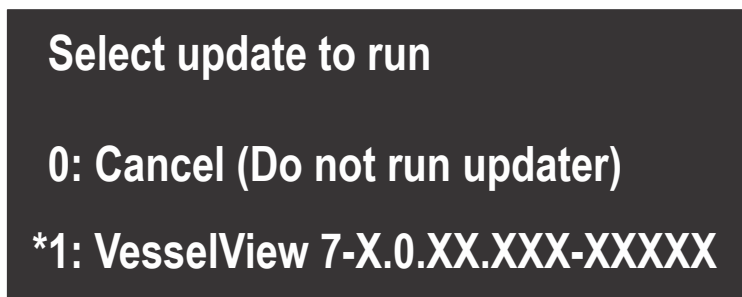 Select update to run
0: Cancel (Do not run updater)
*1: VesselView 7-X.0.XX.XXX-XXXXX